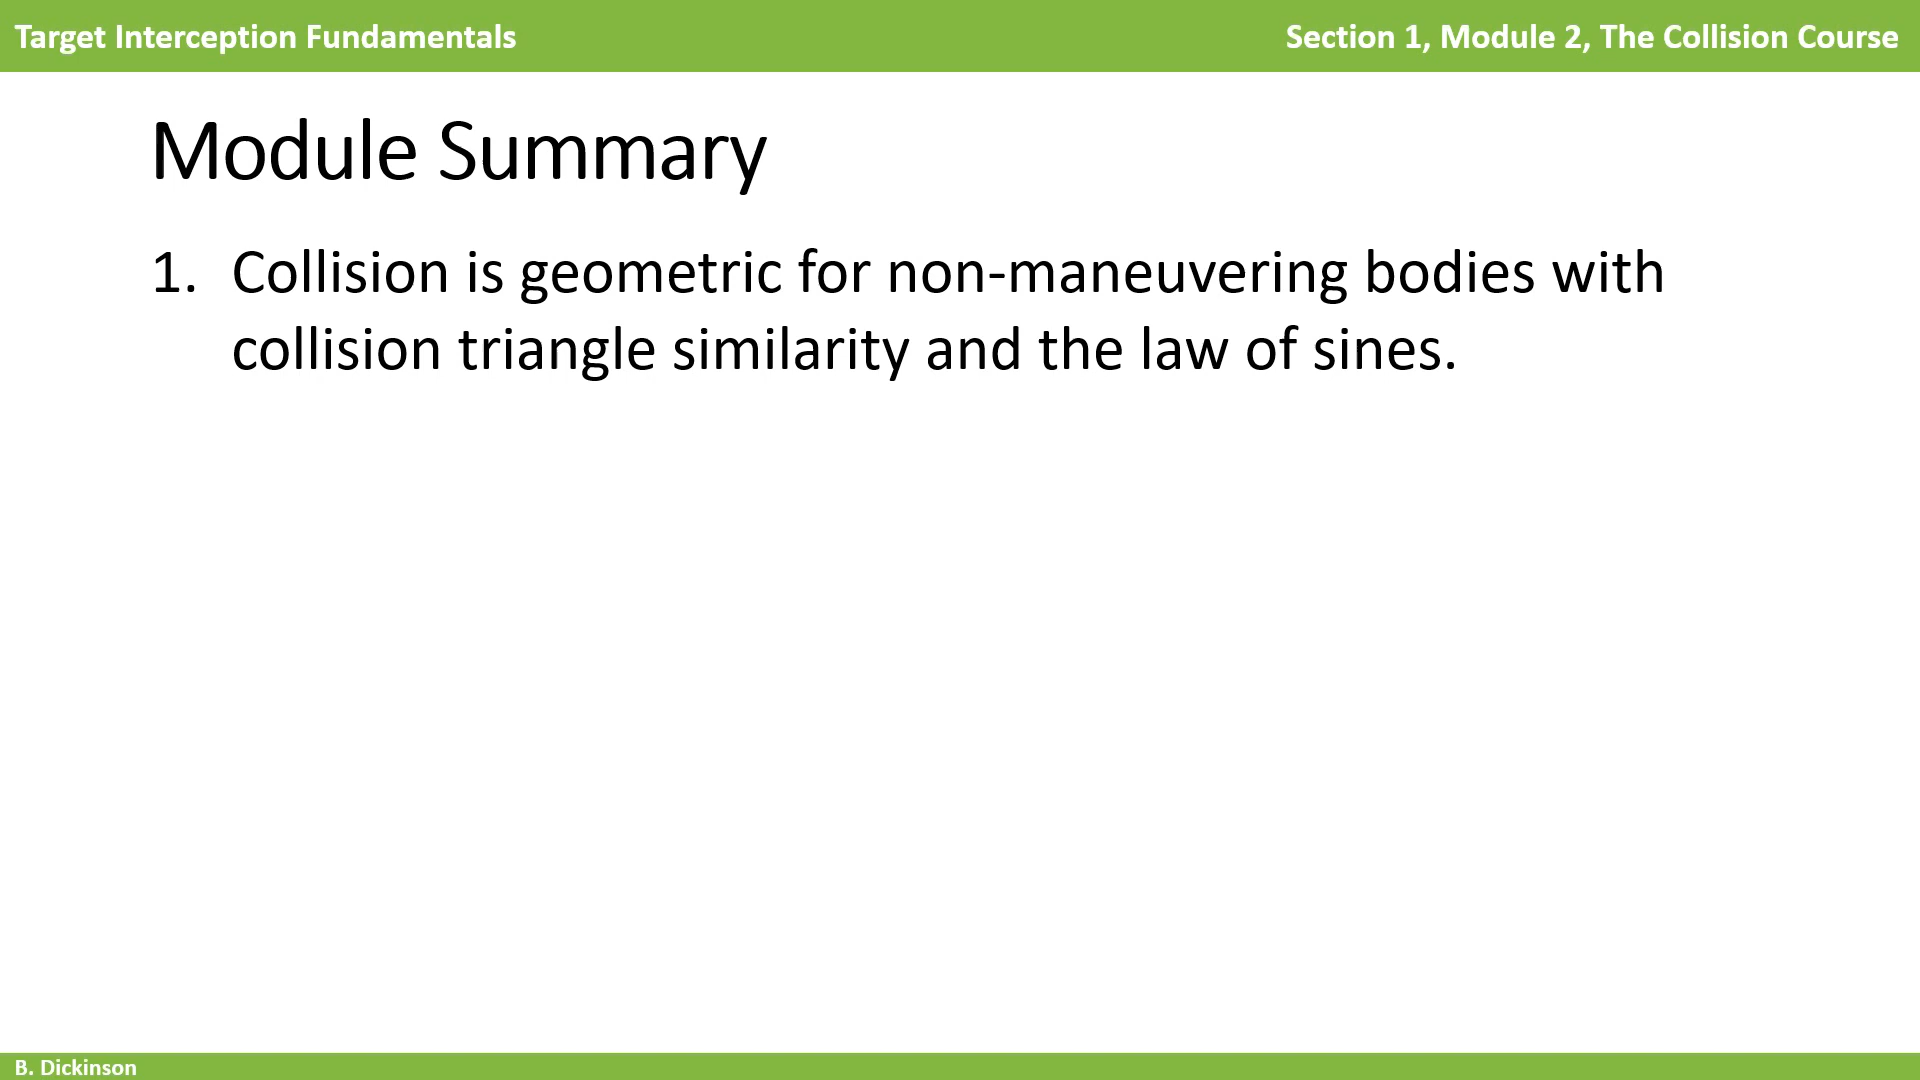 Target Interception Fundamentals
Section 1, Module 2, The Collision Course
Module Summary
1. Collision is geometric for non-maneuvering bodies with
collision triangle similarity and the law of sines.
B. Dickinson